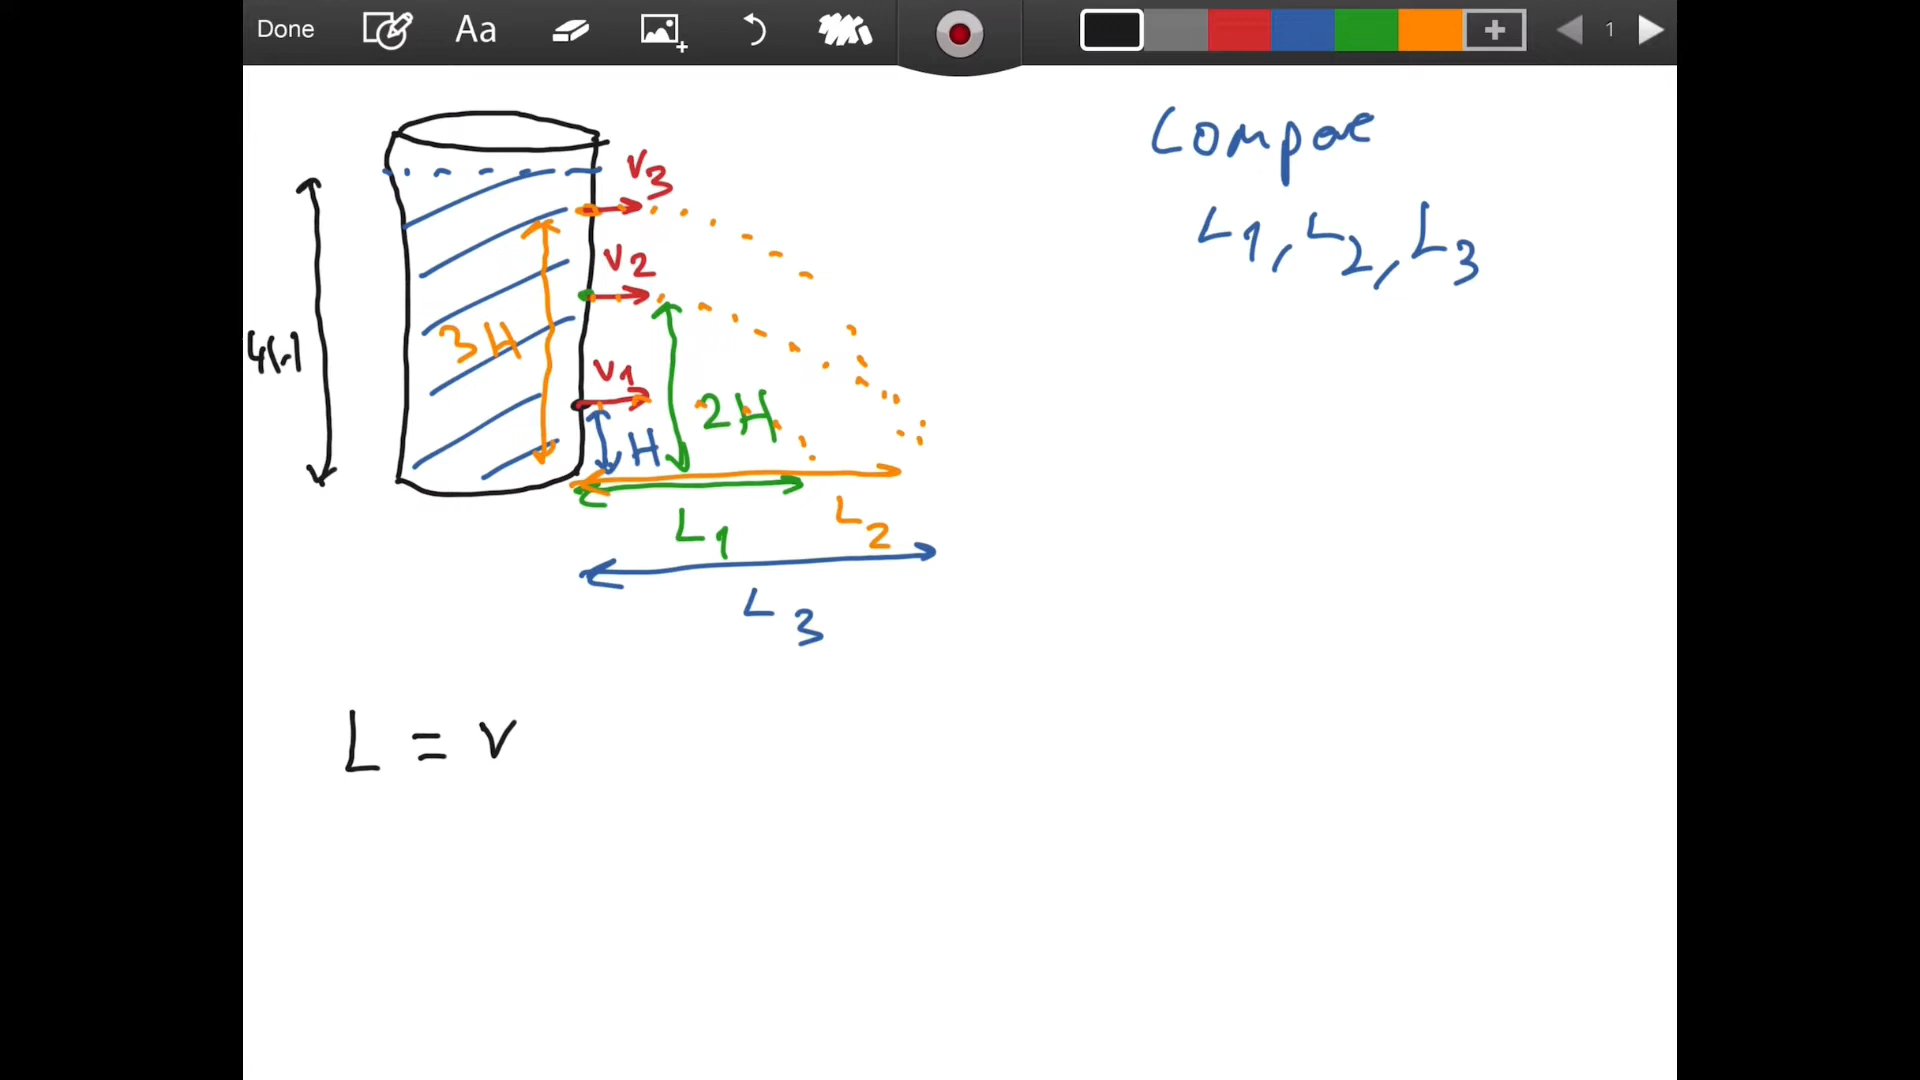 Done
Aa
1
Compare
L1, L2, L3
v3
v2
4H
3H
v1
2H
H
L1
L2
L3
L = v